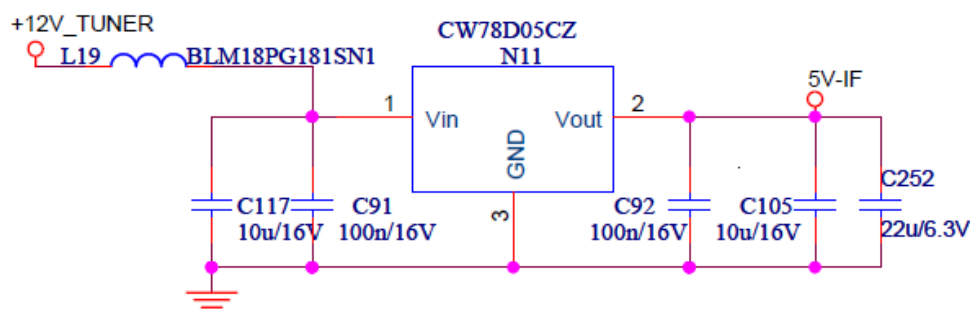 +12V_TUNER
L19
BLM18PG181SN1
CW78D05CZ
N11
5V-IF
1
Vin
GND
Vout
2
3
C117
10u/16V
C91
100n/16V
C92
100n/16V
C105
10u/16V
C252
22u/6.3V